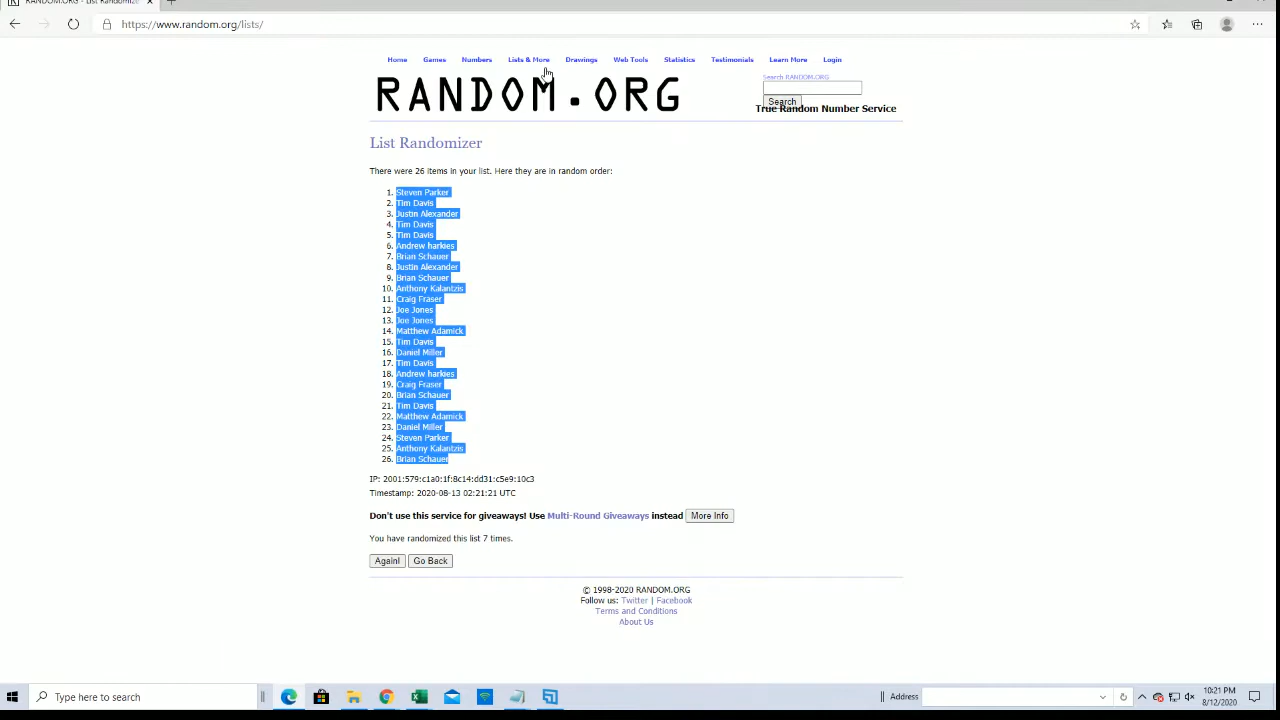 RANDOM.ORG - List Randomizer
https://www.random.org/lists/
Home Games Numbers Lists & More Drawings Web Tools Statistics Testimonials Learn More Login
RANDOM.ORG
Search RANDOM.ORG
Search
True Random Number Service
List Randomizer
There were 26 items in your list. Here they are in random order:
1. Steven Parker
2. Tim Davis
3. Justin Alexander
4. Tim Davis
5. Tim Davis
6. Andrew harkies
7. Brian Schauer
8. Justin Alexander
9. Brian Schauer
10. Anthony Kalantzis
11. Craig Fraser
12. Joe Jones
13. Joe Jones
14. Matthew Adamick
15. Tim Davis
16. Daniel Miller
17. Tim Davis
18. Andrew harkies
19. Craig Fraser
20. Brian Schauer
21. Tim Davis
22. Matthew Adamick
23. Daniel Miller
24. Steven Parker
25. Anthony Kalantzis
26. Brian Schauer
IP: 2001:579:c1a0:1f:8c14:dd31:c5e9:10c3
Timestamp: 2020-08-13 02:21:21 UTC
Don't use this service for giveaways! Use Multi-Round Giveaways instead More Info
You have randomized this list 7 times.
Again! Go Back
© 1998-2020 RANDOM.ORG
Follow us: Twitter | Facebook
Terms and Conditions
About Us
Type here to search
Address
10:21 PM
8/12/2020